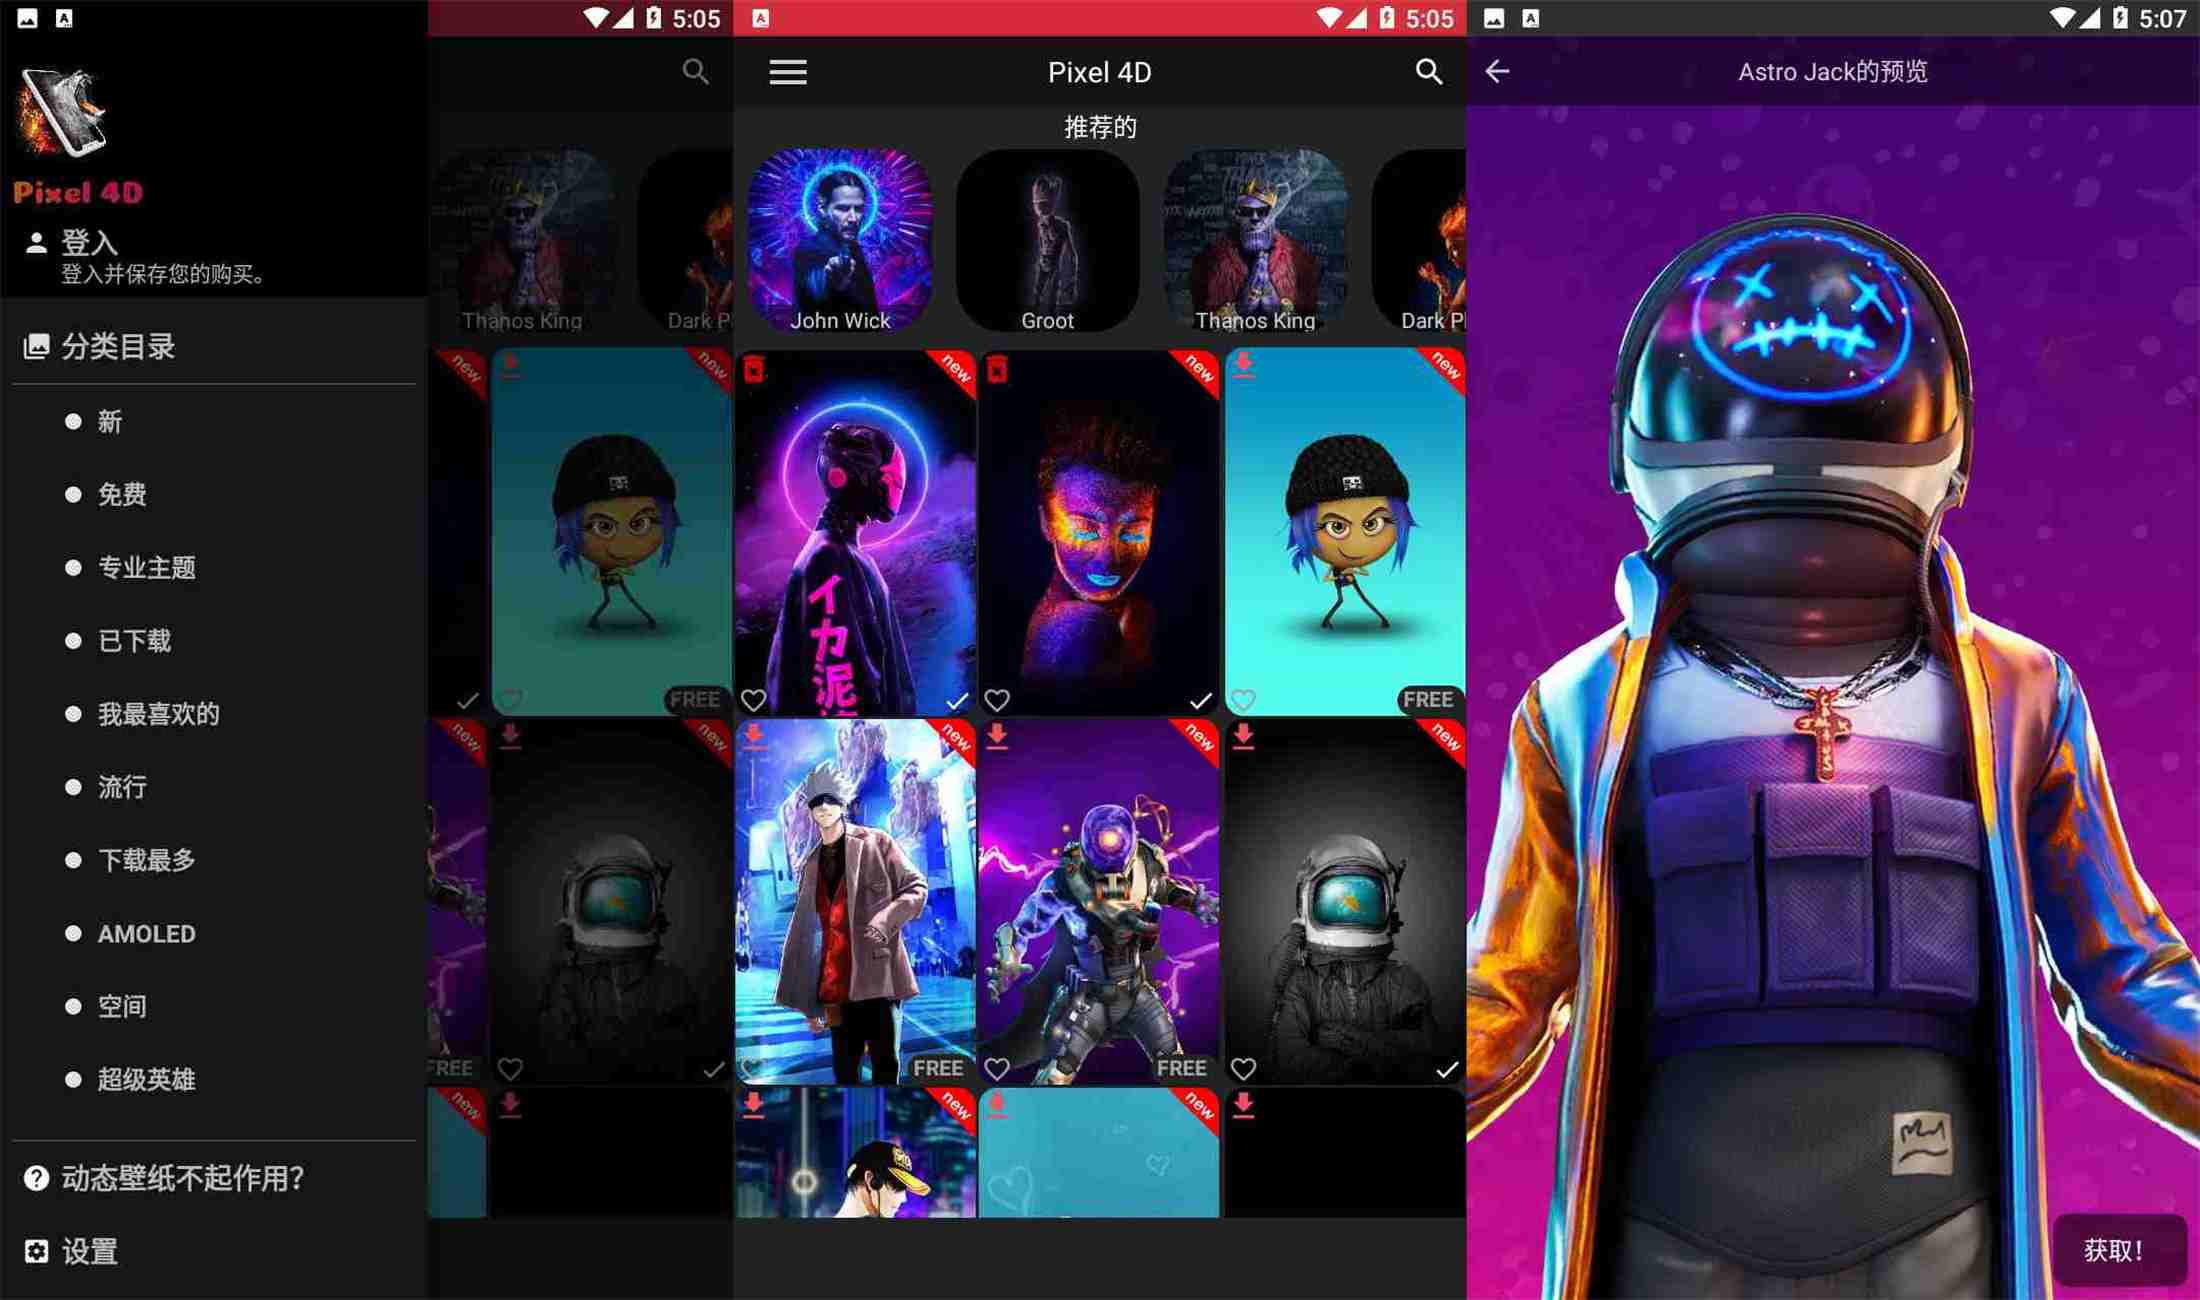 5:05
Pixel 4D
登入
登入并保存您的购买。
分类目录
新
免费
专业主题
已下载
我最喜欢的
流行
下载最多
AMOLED
空间
超级英雄
动态壁纸不起作用?
设置
Thanos King
Dark P
new
new
FREE
new
new
FREE
new
5:05
Pixel 4D
推荐的
John Wick
Groot
Thanos King
Dark P
new
new
new
イカ泥
FREE
new
new
new
FREE
FREE
new
new
5:07
Astro Jack的预览
获取!